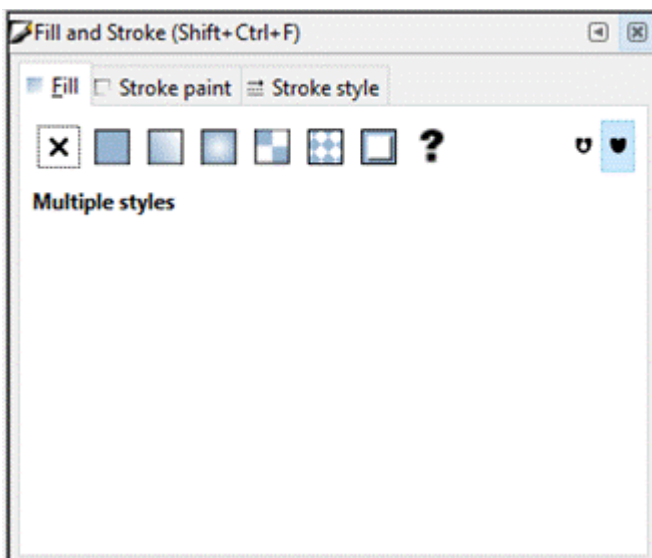 Fill and Stroke (Shift+Ctrl+F)
Fill Stroke paint Stroke style
?
Multiple styles